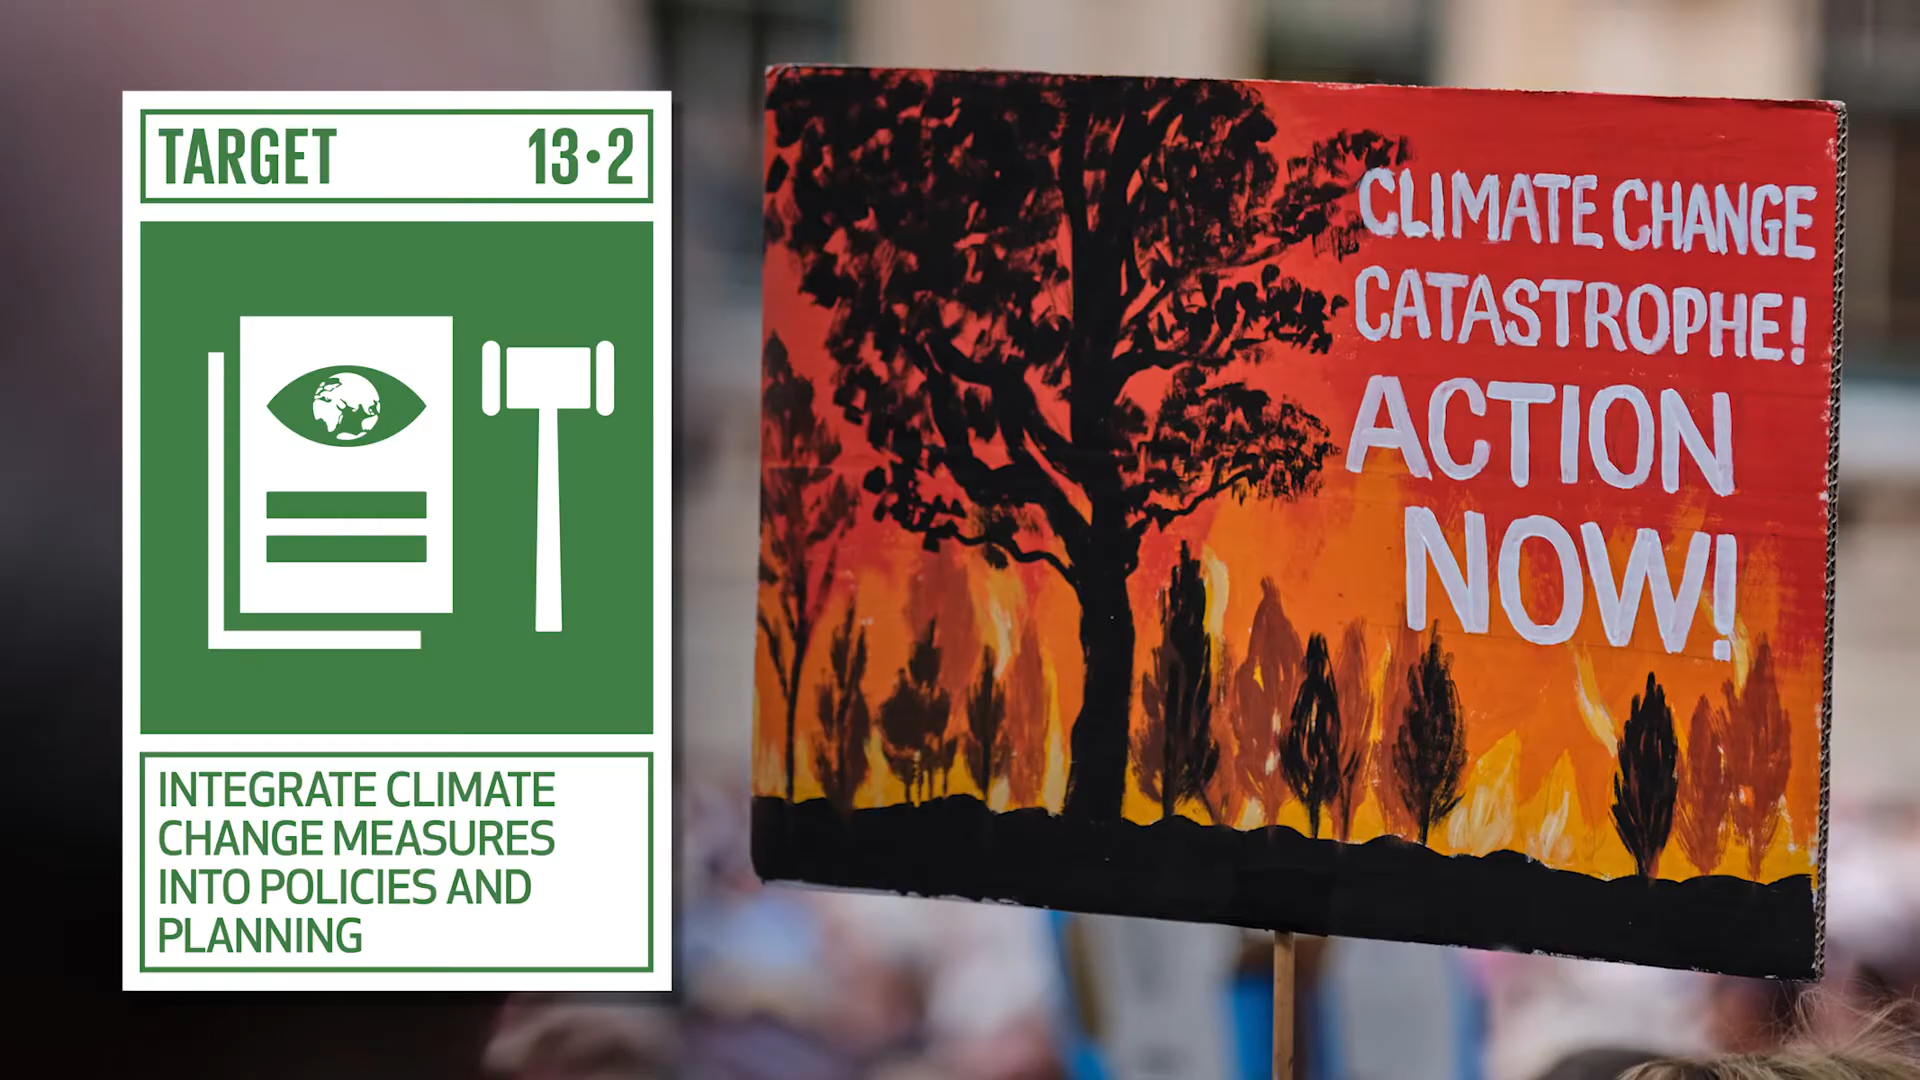 TARGET 13·2
INTEGRATE CLIMATE
CHANGE MEASURES
INTO POLICIES AND
PLANNING
CLIMATE CHANGE
CATASTROPHE!
ACTION
NOW!